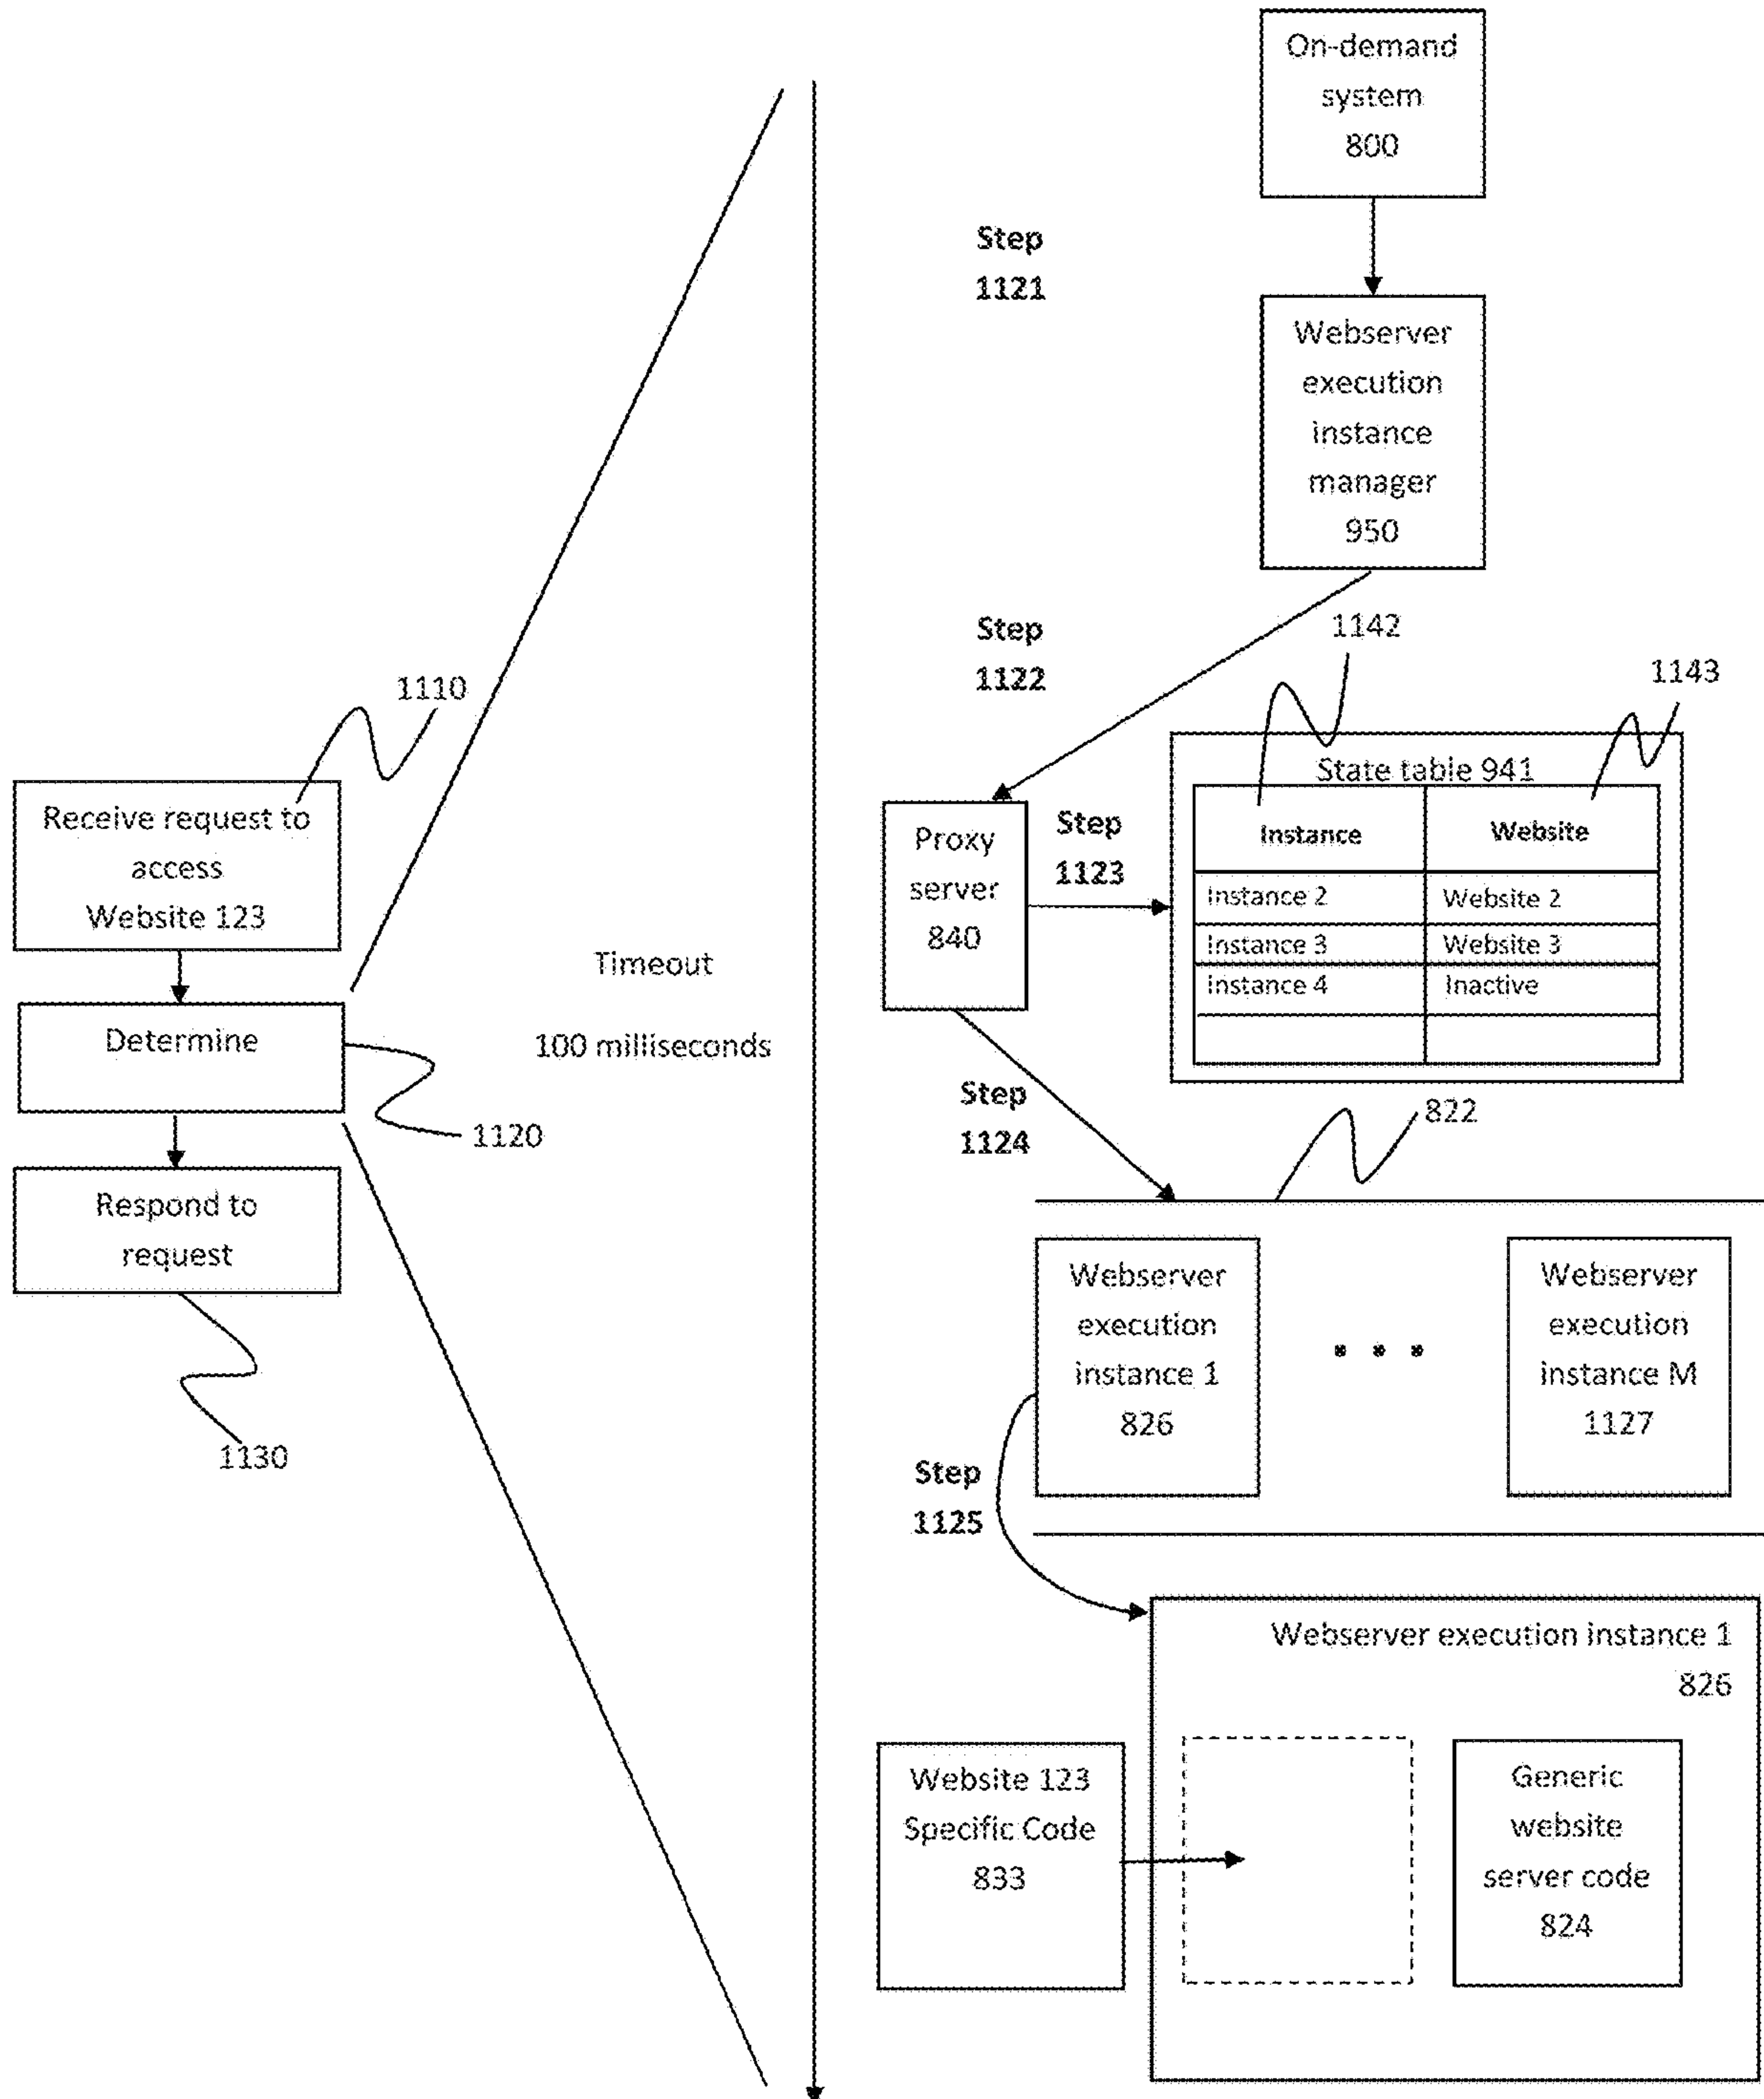 1110
Receive request to
access
Website 123
Determine
1120
Respond to
request
1130
Timeout
100 milliseconds
On-demand
system
800
Step
1121
Webserver
execution
instance
manager
950
Step
1122
1142
1143
Proxy
server
840
Step
1123
State table 941
Instance
Website
Instance 2
Website 2
Instance 3
Website 3
Instance 4
Inactive
Step
1124
822
Webserver
execution
instance 1
826
Webserver
execution
instance M
1127
Step
1125
Webserver execution instance 1
826
Website 123
Specific Code
833
Generic
website
server code
824